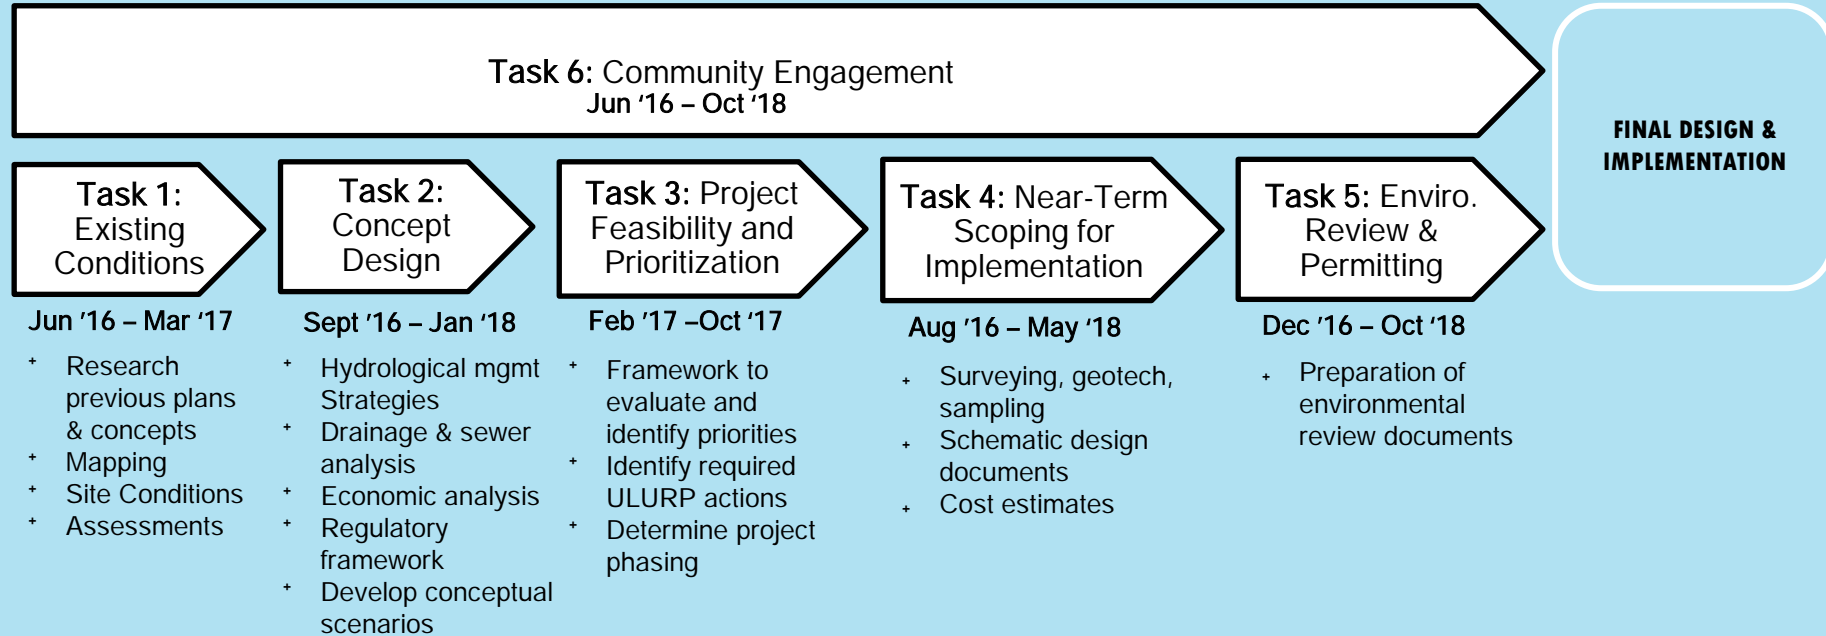 Task 6: Community Engagement
Jun ‘16 – Oct ‘18
FINAL DESIGN &
IMPLEMENTATION
Task 1:
Existing
Conditions
Jun ’16 – Mar ‘17
+ Research
previous plans
& concepts
+ Mapping
+ Site Conditions
+ Assessments
Task 2:
Concept
Design
Sept ’16 – Jan ‘18
+ Hydrological mgmt
Strategies
+ Drainage & sewer
analysis
+ Economic analysis
+ Regulatory
framework
+ Develop conceptual
scenarios
Task 3: Project
Feasibility and
Prioritization
Feb ’17 –Oct ‘17
+ Framework to
evaluate and
identify priorities
+ Identify required
ULURP actions
+ Determine project
phasing
Task 4: Near-Term
Scoping for
Implementation
Aug ’16 – May ‘18
+ Surveying, geotech,
sampling
+ Schematic design
documents
+ Cost estimates
Task 5: Enviro.
Review &
Permitting
Dec ’16 – Oct ‘18
+ Preparation of
environmental
review documents